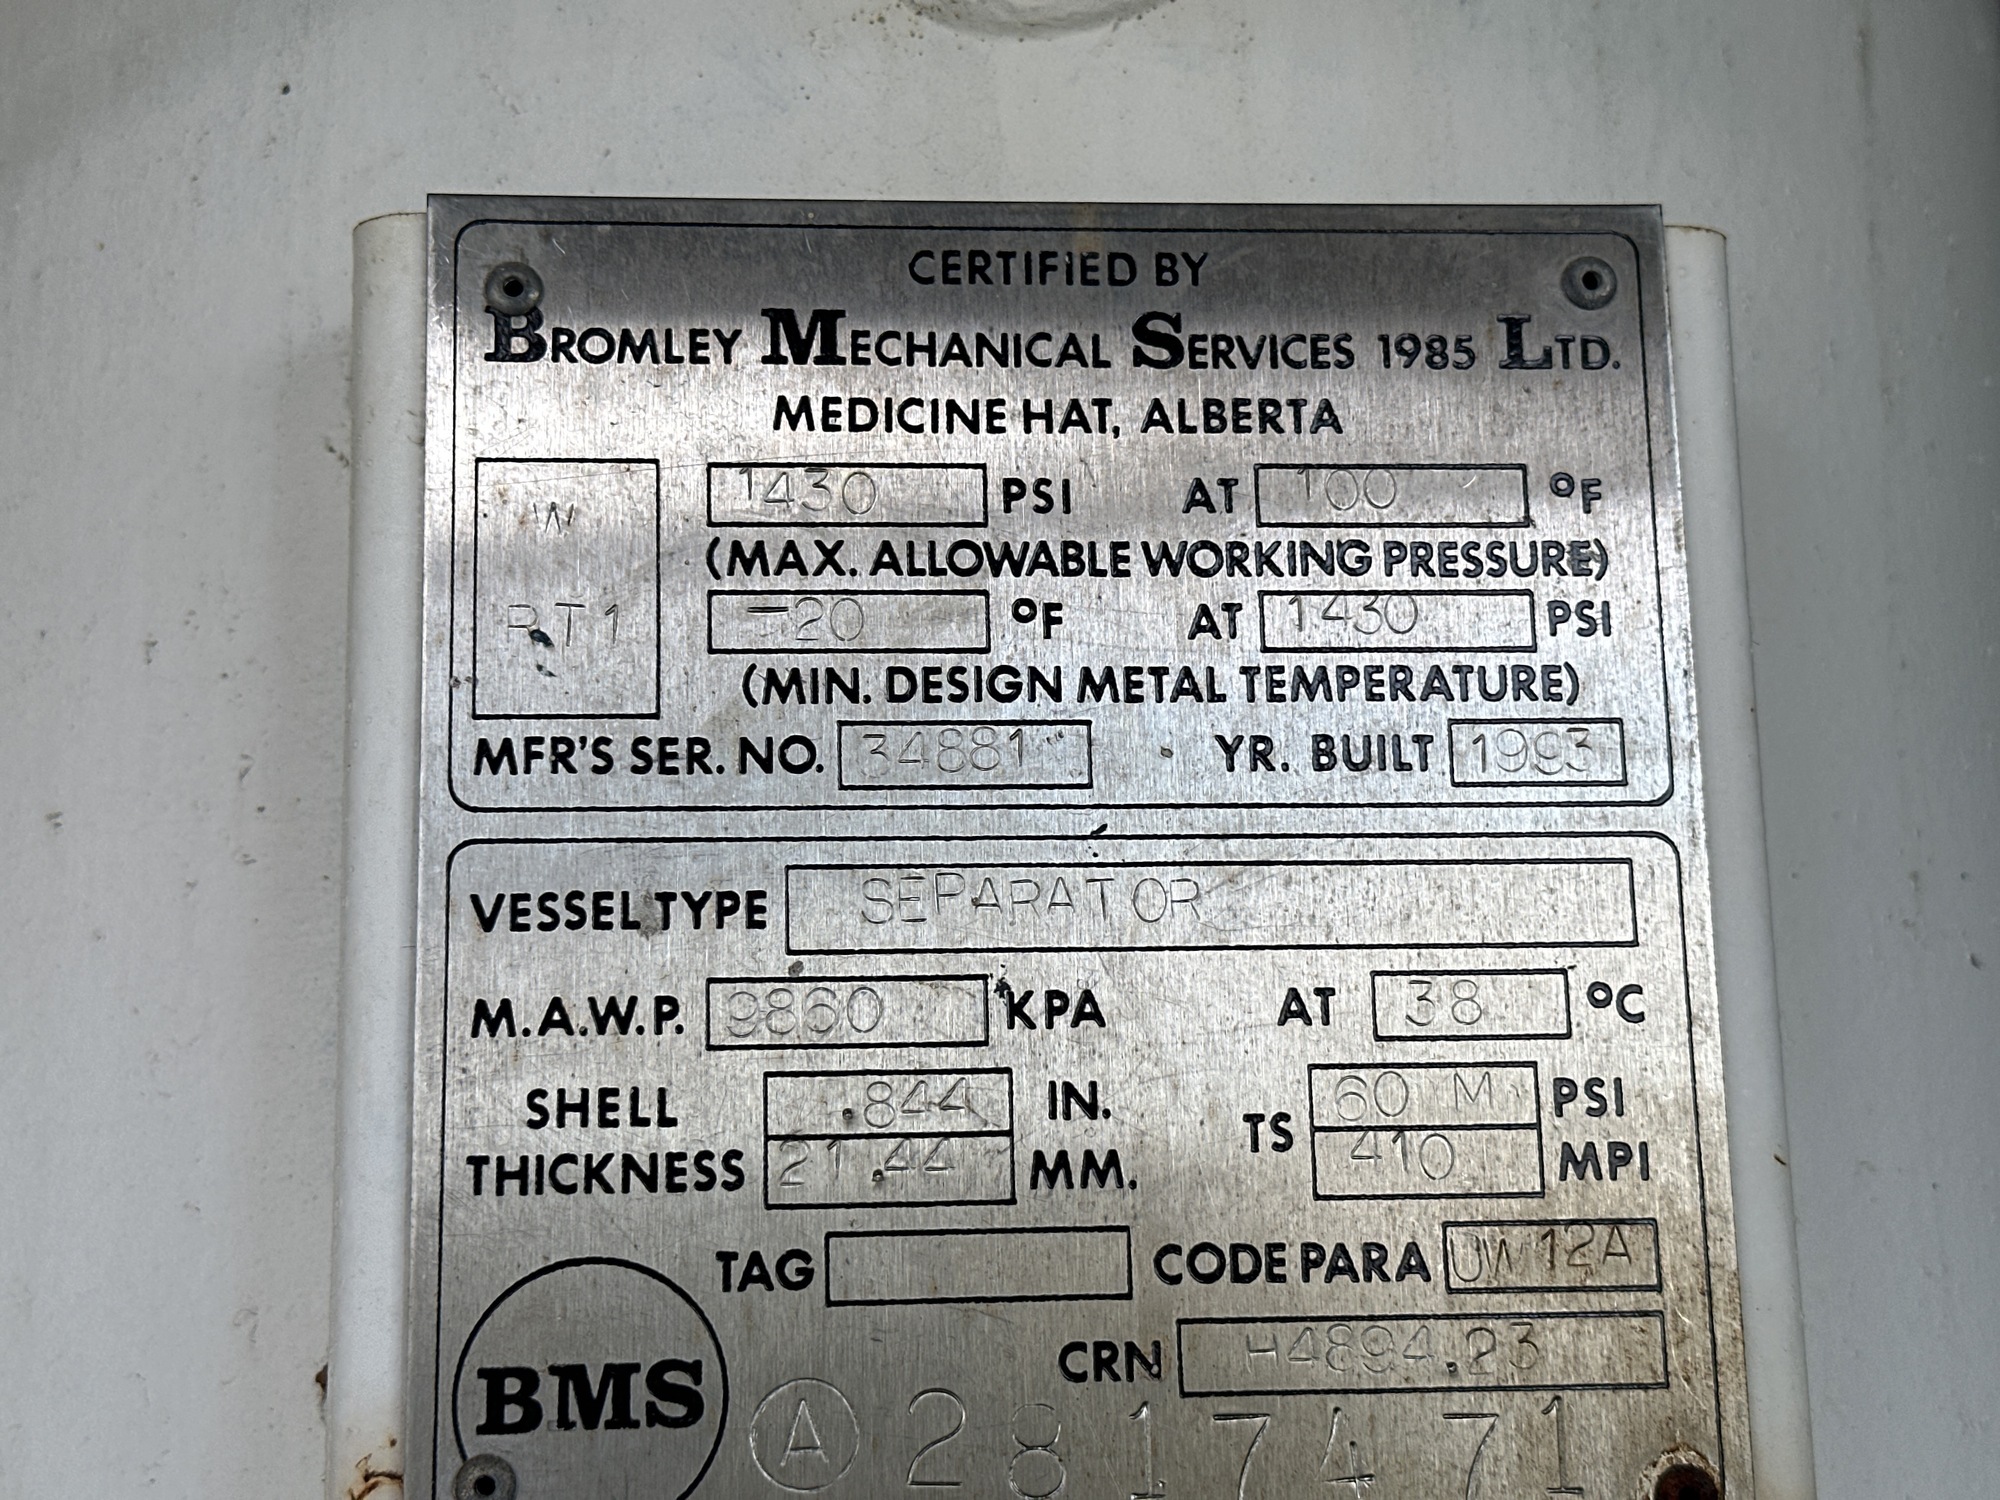 CERTIFIED BY
BROMLEY MECHANICAL SERVICES 1985 LTD.
MEDICINE HAT, ALBERTA
W
RT1
1430 PSI AT 100 °F
(MAX. ALLOWABLE WORKING PRESSURE)
-20 °F AT 1430 PSI
(MIN. DESIGN METAL TEMPERATURE)
MFR'S SER. NO. 34881 YR. BUILT 1993
VESSEL TYPE SEPARATOR
M.A.W.P. 9860 KPA AT 38 °C
SHELL THICKNESS .844 IN. TS 60 M PSI
21.44 MM. 410 MPI
TAG CODE PARA UW12A
CRN H4894.23
BMS
A 2817471